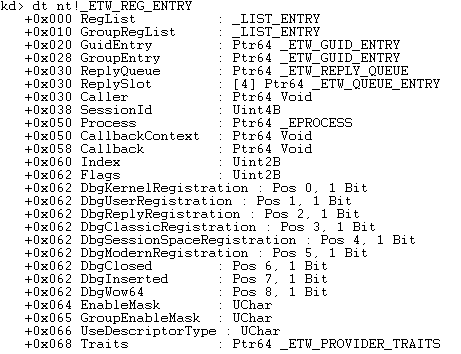 kd> dt nt!_ETW_REG_ENTRY
+0x000 RegList : _LIST_ENTRY
+0x010 GroupRegList : _LIST_ENTRY
+0x020 GuidEntry : Ptr64 _ETW_GUID_ENTRY
+0x028 GroupEntry : Ptr64 _ETW_GUID_ENTRY
+0x030 ReplyQueue : Ptr64 _ETW_REPLY_QUEUE
+0x030 ReplySlot : [4] Ptr64 _ETW_QUEUE_ENTRY
+0x030 Caller : Ptr64 Void
+0x038 SessionId : Uint4B
+0x050 Process : Ptr64 _EPROCESS
+0x050 CallbackContext : Ptr64 Void
+0x058 Callback : Ptr64 Void
+0x060 Index : Uint2B
+0x062 Flags : Uint2B
+0x062 DbgKernelRegistration : Pos 0, 1 Bit
+0x062 DbgUserRegistration : Pos 1, 1 Bit
+0x062 DbgReplyRegistration : Pos 2, 1 Bit
+0x062 DbgClassicRegistration : Pos 3, 1 Bit
+0x062 DbgSessionSpaceRegistration : Pos 4, 1 Bit
+0x062 DbgModernRegistration : Pos 5, 1 Bit
+0x062 DbgClosed : Pos 6, 1 Bit
+0x062 DbgInserted : Pos 7, 1 Bit
+0x062 DbgWow64 : Pos 8, 1 Bit
+0x064 EnableMask : UChar
+0x065 GroupEnableMask : UChar
+0x066 UseDescriptorType : UChar
+0x068 Traits : Ptr64 _ETW_PROVIDER_TRAITS